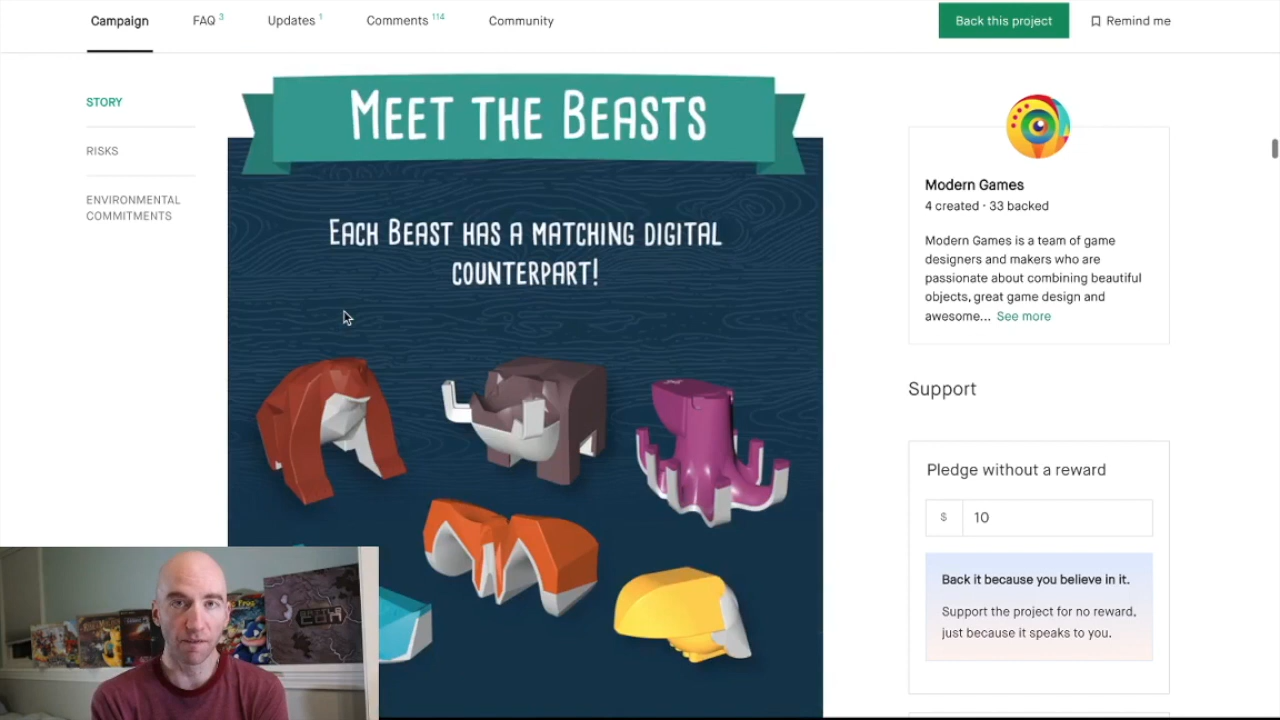 Campaign
FAQ 3
Updates 1
Comments 114
Community
Back this project
Remind me
STORY
RISKS
ENVIRONMENTAL
COMMITMENTS
MEET THE BEASTS
EACH BEAST HAS A MATCHING DIGITAL
COUNTERPART!
Modern Games
4 created · 33 backed
Modern Games is a team of game
designers and makers who are
passionate about combining beautiful
objects, great game design and
awesome... See more
Support
Pledge without a reward
$ 10
Back it because you believe in it.
Support the project for no reward,
just because it speaks to you.
BATTLE
CON